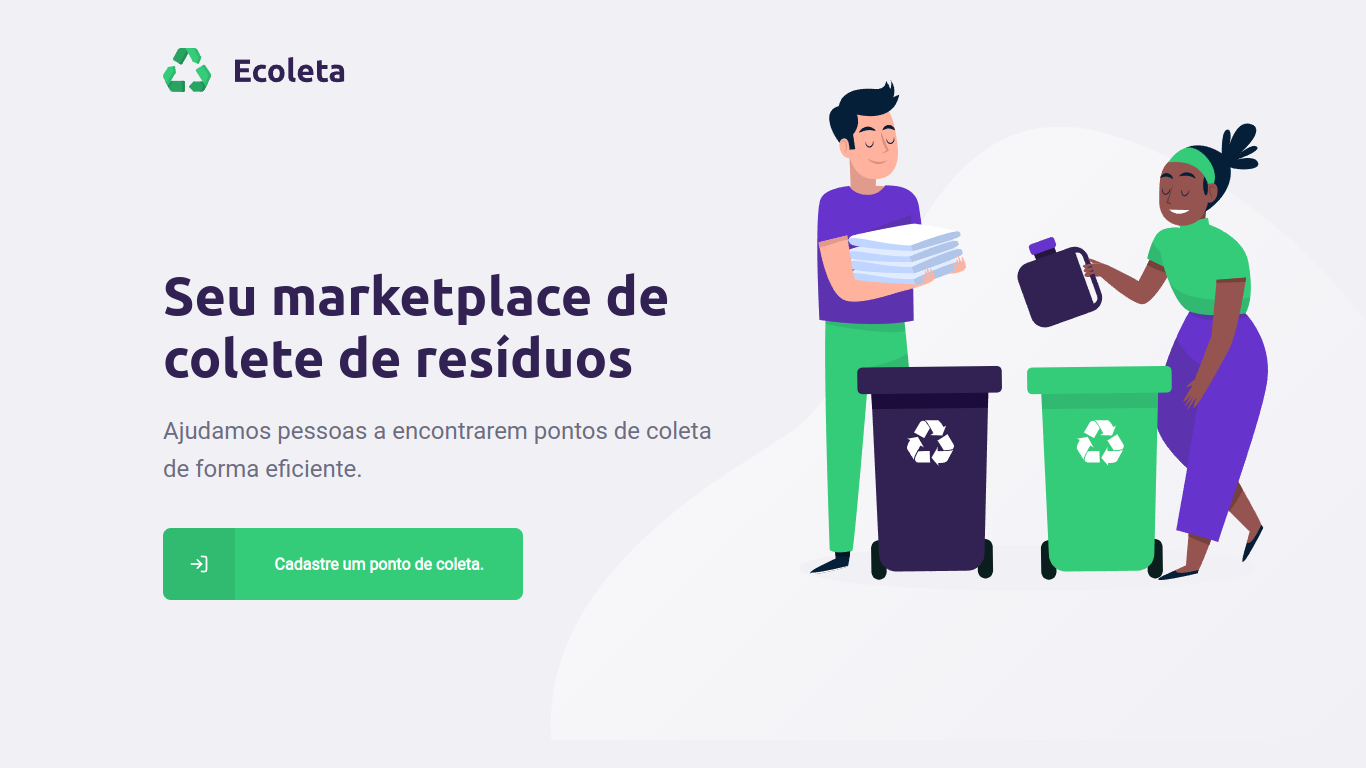 Ecoleta
Seu marketplace de
colete de resíduos
Ajudamos pessoas a encontrarem pontos de coleta
de forma eficiente.
Cadastre um ponto de coleta.